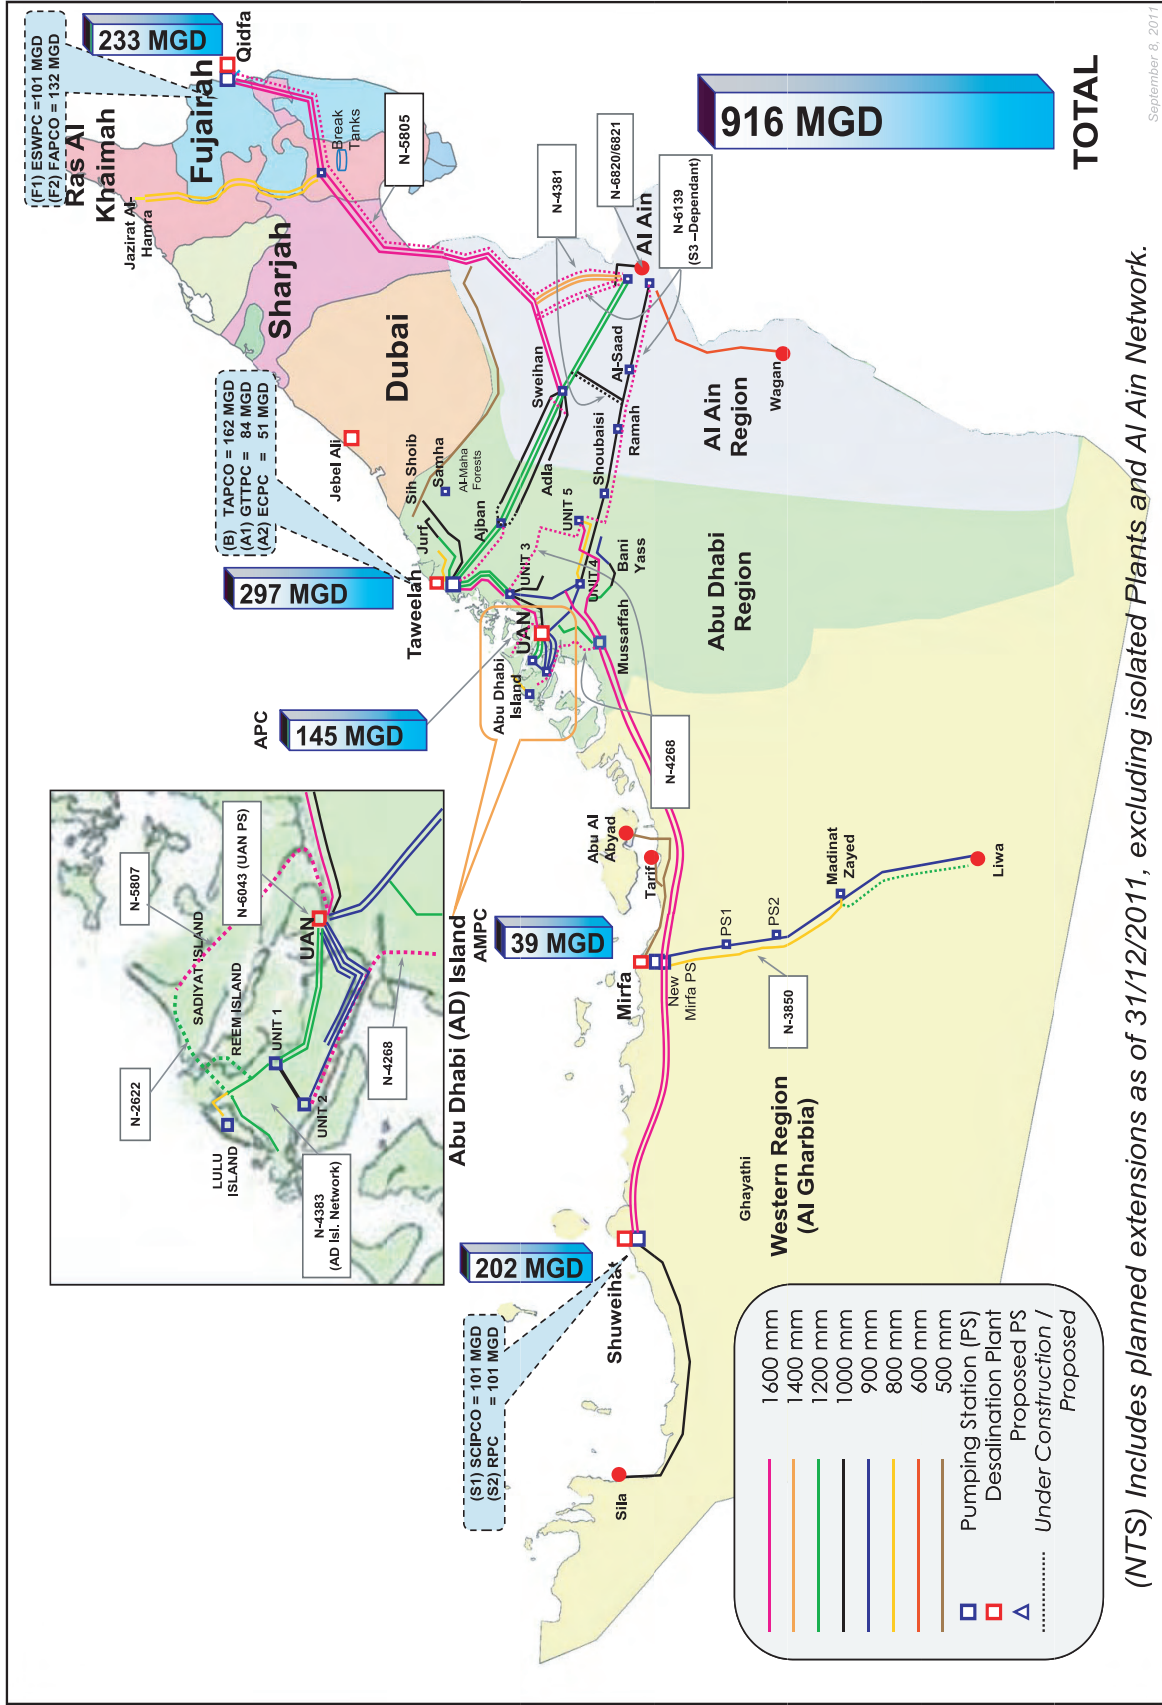 September 8, 2011
(F1) ESWPC =101 MGD
(F2) FAPCO = 132 MGD
233 MGD
Qidfa
Fujairah
Ras Al
Khaimah
Jazirat Al-
Hamra
Break
Tanks
N-5805
Sharjah
Dubai
Jebel Ali
916 MGD
TOTAL
N-4381
N-6820/6821
N-6139
(S3 –Dependant)
Al Ain
Al-Saad
Sweihan
Shoubaisi
Ramah
Wagan
Al Ain
Region
(B) TAPCO = 162 MGD
(A1) GTTPC = 84 MGD
(A2) ECPC = 51 MGD
297 MGD
Taweelah
Jurf
Sih Shoib
Samha
Al-Maha
Forests
Ajban
Adla
UNIT 5
UNIT 3
UNIT 4
Bani
Yass
UAN
Mussaffah
Abu Dhabi
Island
Abu Dhabi
Region
APC
145 MGD
N-4268
N-5807
N-6043 (UAN PS)
SADIYAT ISLAND
REEM ISLAND
UAN
UNIT 1
UNIT 2
N-2622
LULU
ISLAND
N-4268
N-4383
(AD Isl. Network)
Abu Dhabi (AD) Island
AMPC
39 MGD
Mirfa
New
Mirfa PS
Abu Al
Abyad
Tarif
PS1
PS2
Madinat
Zayed
Liwa
N-3850
202 MGD
(S1) SCIPCO = 101 MGD
(S2) RPC = 101 MGD
Shuweihat
Sila
Ghayathi
Western Region
(Al Gharbia)
1600 mm
1400 mm
1200 mm
1000 mm
900 mm
800 mm
600 mm
500 mm
Pumping Station (PS)
Desalination Plant
Proposed PS
Under Construction /
Proposed
(NTS) Includes planned extensions as of 31/12/2011, excluding isolated Plants and Al Ain Network.